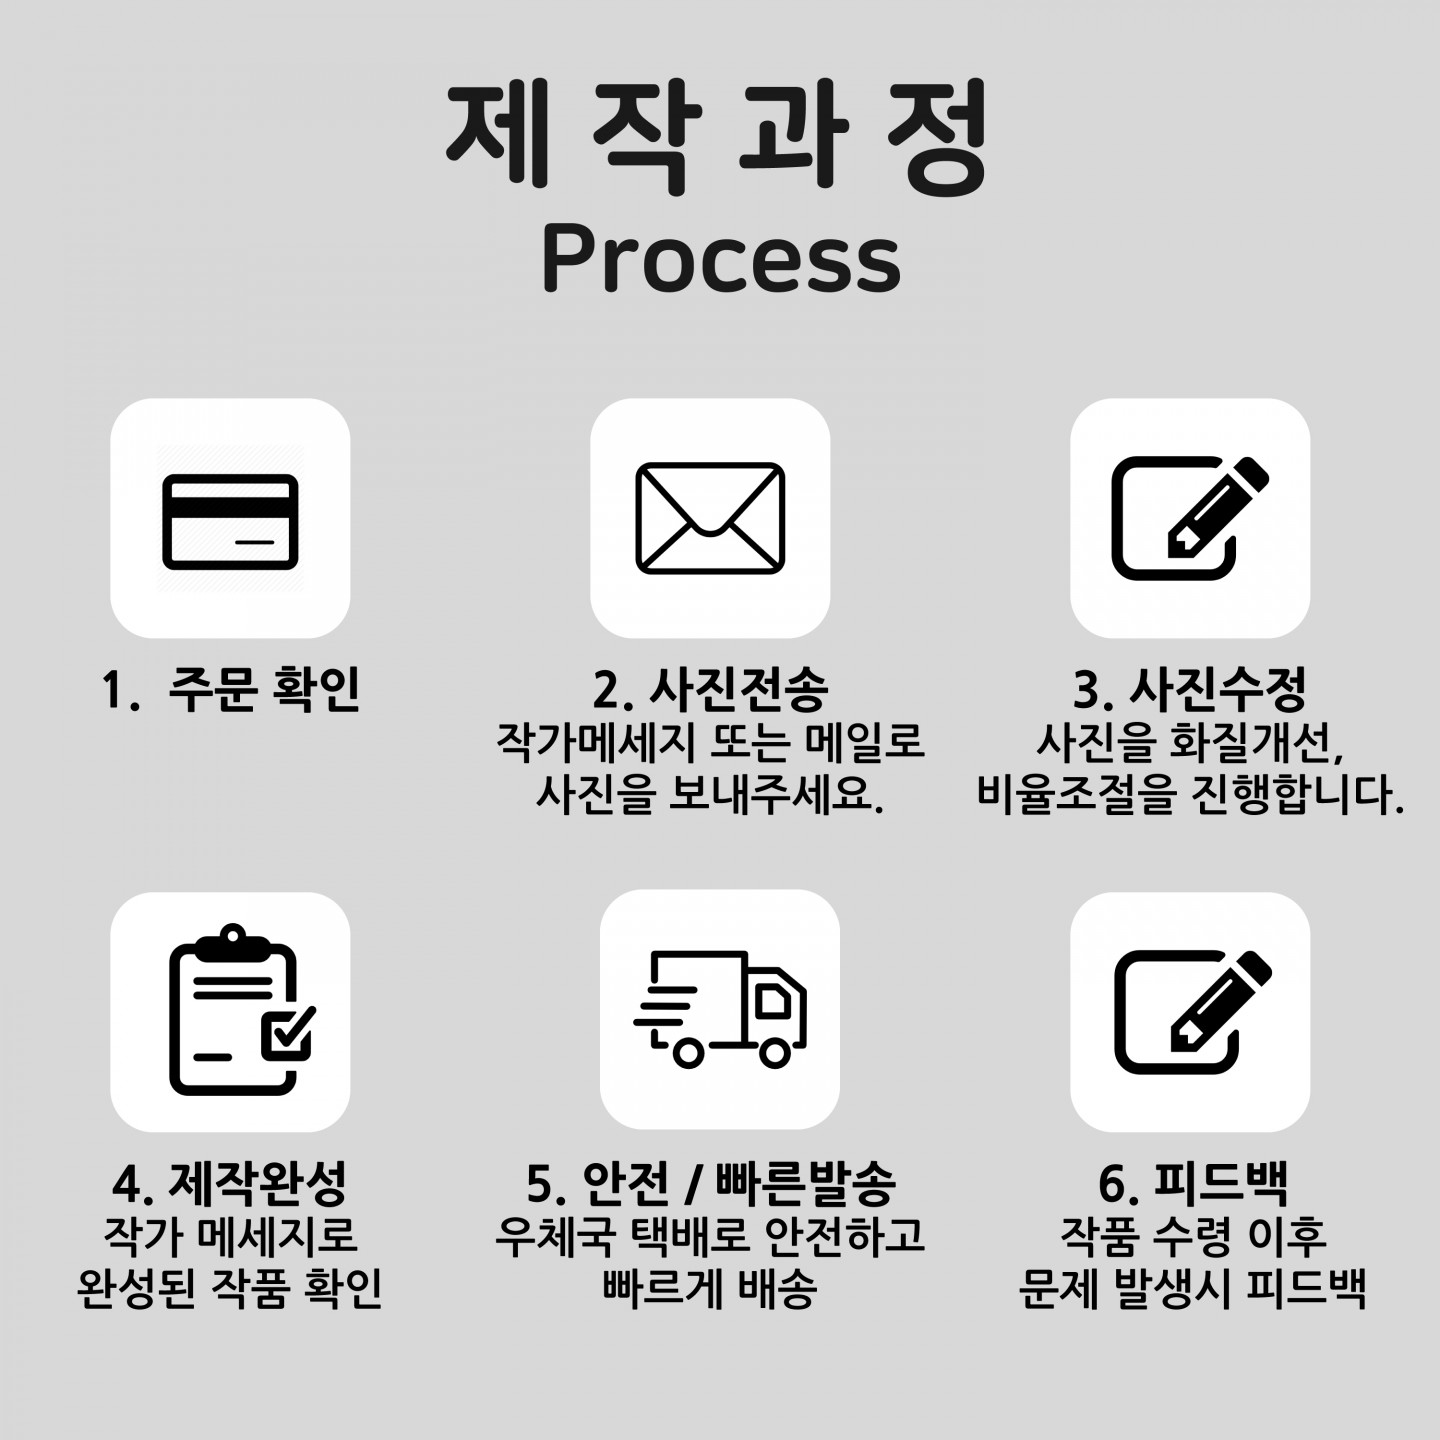 제작과정
Process
1. 주문 확인
2. 사진전송
작가메세지 또는 메일로
사진을 보내주세요.
3. 사진수정
사진을 화질개선,
비율조절을 진행합니다.
4. 제작완성
작가 메세지로
완성된 작품 확인
5. 안전 / 빠른발송
우체국 택배로 안전하고
빠르게 배송
6. 피드백
작품 수령 이후
문제 발생시 피드백